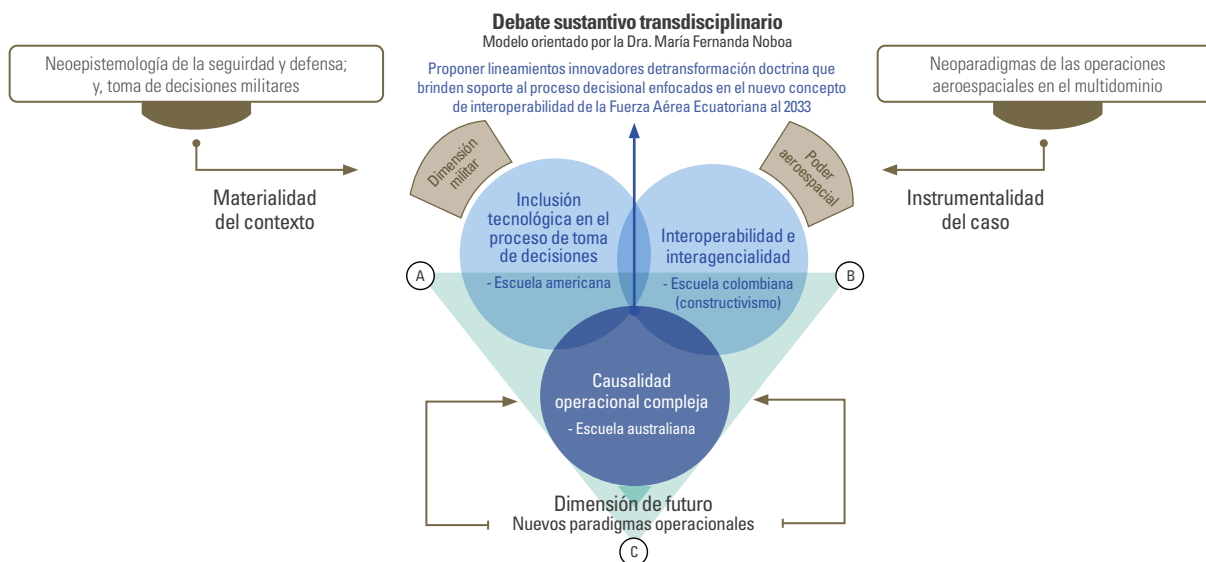 Debate sustantivo transdisciplinario
Modelo orientado por la Dra. María Fernanda Noboa
Proponer lineamientos innovadores detransformación doctrina que
brinden soporte al proceso decisional enfocados en el nuevo concepto
de interoperabilidad de la Fuerza Aérea Ecuatoriana al 2033
Neoepistemología de la seguirdad y defensa;
y, toma de decisiones militares
Neoparadigmas de las operaciones
aeroespaciales en el multidominio
Dimensión
militar
Poder
aeroespacial
Materialidad
del contexto
Instrumentalidad
del caso
Inclusión
tecnológica en el
proceso de toma
de decisiones
- Escuela americana
Interoperabilidad e
interagencialidad
- Escuela colombiana
(constructivismo)
A
B
Causalidad
operacional compleja
- Escuela australiana
Dimensión de futuro
Nuevos paradigmas operacionales
C